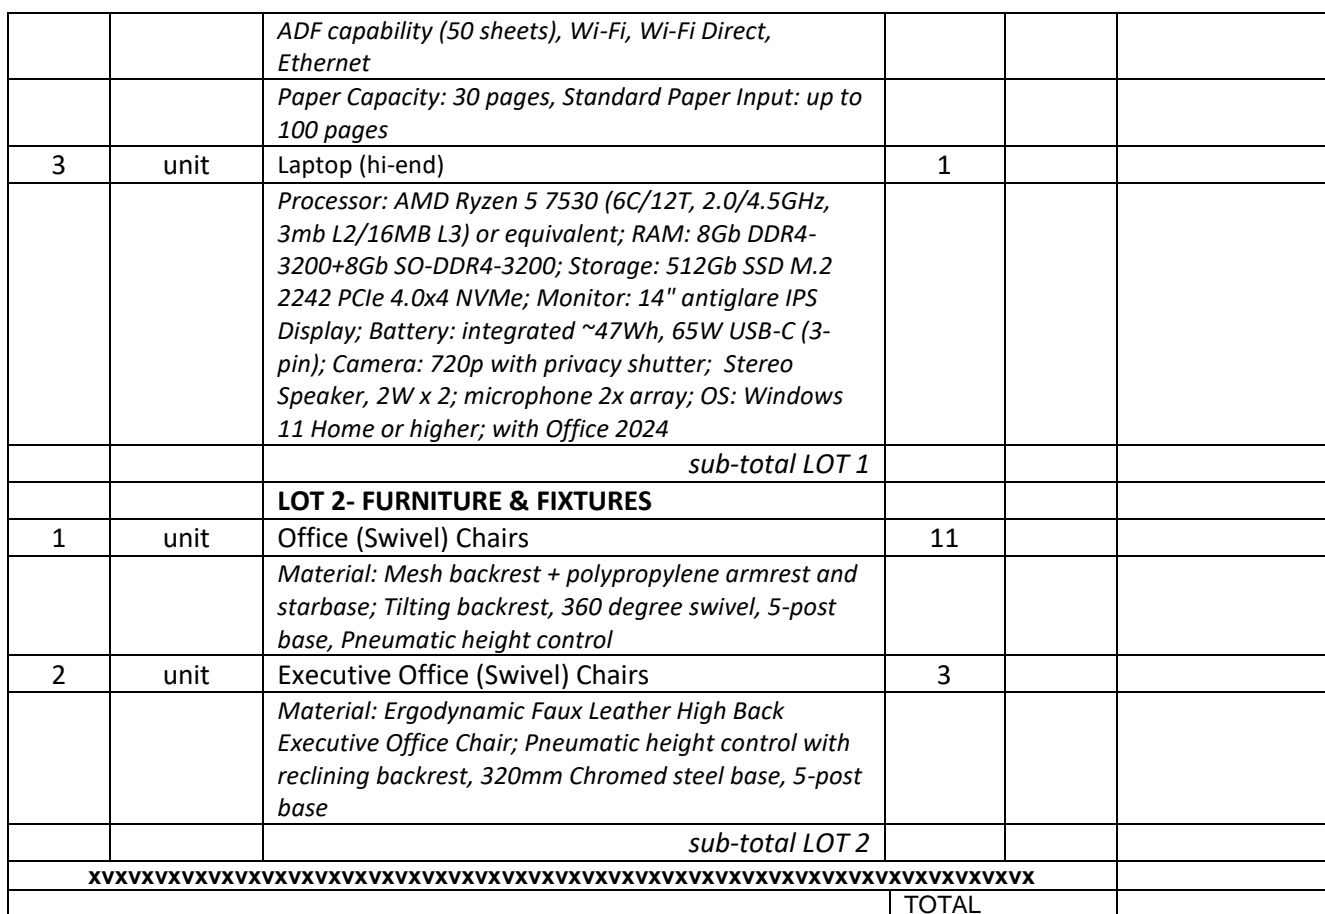 ADF capability (50 sheets), Wi-Fi, Wi-Fi Direct,
Ethernet
Paper Capacity: 30 pages, Standard Paper Input: up to
100 pages
3 unit Laptop (hi-end) 1
Processor: AMD Ryzen 5 7530 (6C/12T, 2.0/4.5GHz,
3mb L2/16MB L3) or equivalent; RAM: 8Gb DDR4-
3200+8Gb SO-DDR4-3200; Storage: 512Gb SSD M.2
2242 PCIe 4.0x4 NVMe; Monitor: 14" antiglare IPS
Display; Battery: integrated ~47Wh, 65W USB-C (3-
pin); Camera: 720p with privacy shutter;  Stereo
Speaker, 2W x 2; microphone 2x array; OS: Windows
11 Home or higher; with Office 2024
sub-total LOT 1
LOT 2- FURNITURE & FIXTURES
1 unit Office (Swivel) Chairs 11
Material: Mesh backrest + polypropylene armrest and
starbase; Tilting backrest, 360 degree swivel, 5-post
base, Pneumatic height control
2 unit Executive Office (Swivel) Chairs 3
Material: Ergodynamic Faux Leather High Back
Executive Office Chair; Pneumatic height control with
reclining backrest, 320mm Chromed steel base, 5-post
base
sub-total LOT 2
xvxvxvxvxvxvxvxvxvxvxvxvxvxvxvxvxvxvxvxvxvxvxvxvxvxvxvxvxvxvxvxvxvxvxvx
TOTAL